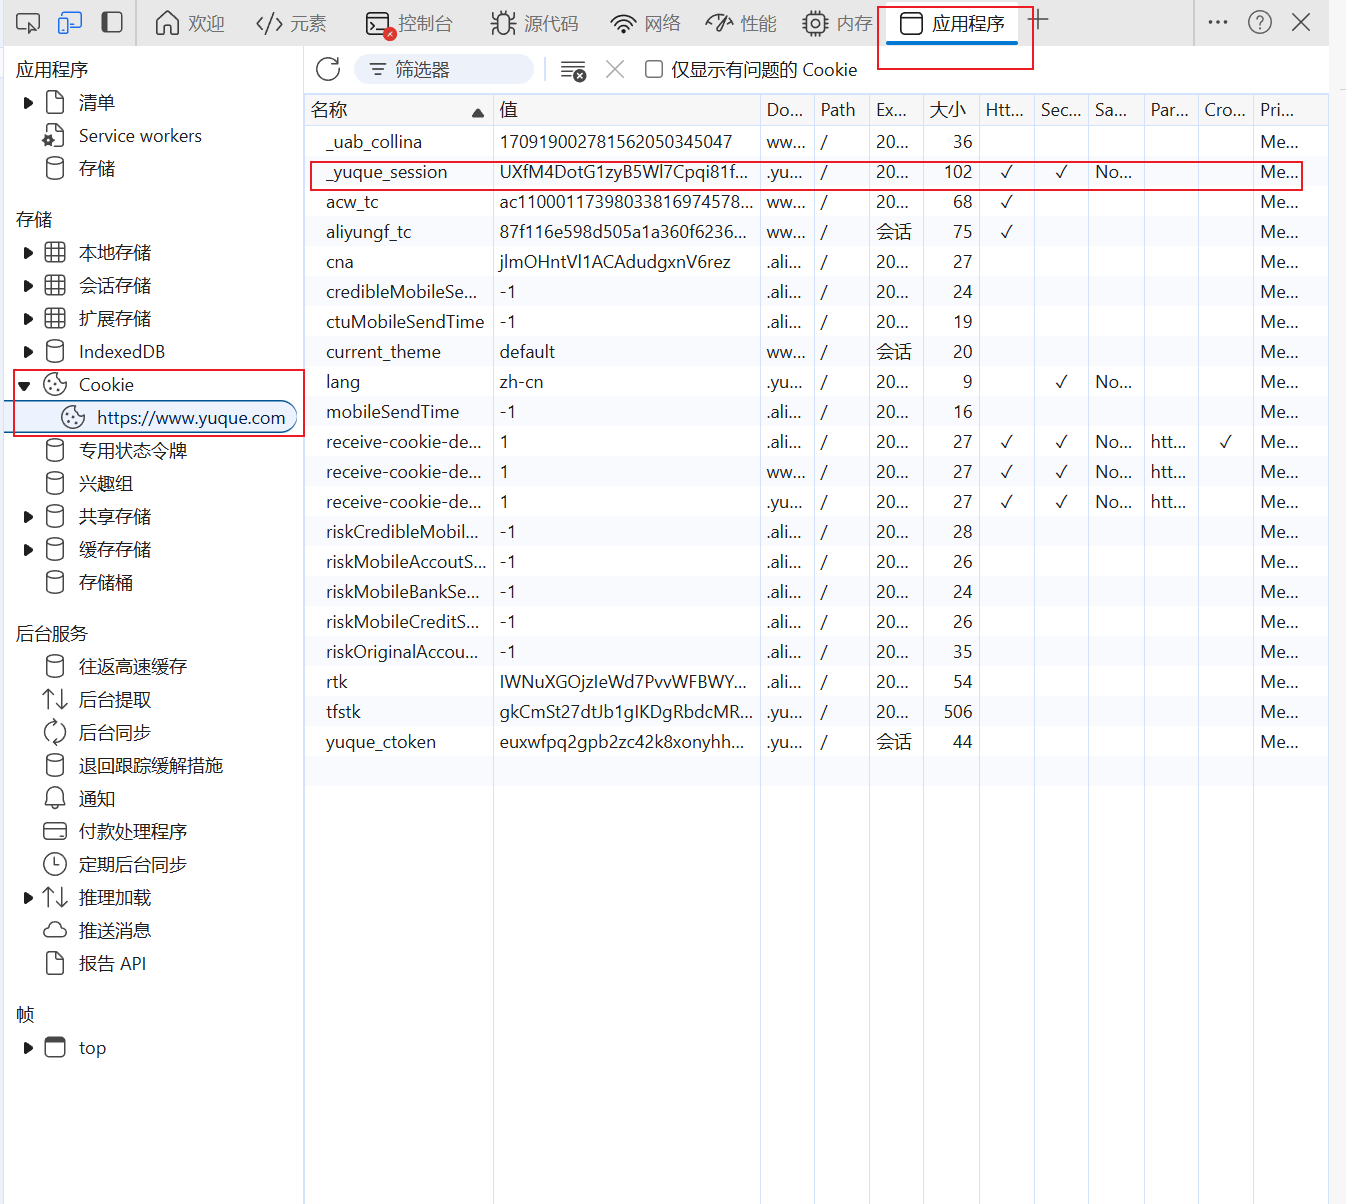 欢迎 元素 控制台 源代码 网络 性能 内存 应用程序
应用程序
清单
Service workers
存储
存储
本地存储
会话存储
扩展存储
IndexedDB
Cookie
https://www.yuque.com
专用状态令牌
兴趣组
共享存储
缓存存储
存储桶
后台服务
往返高速缓存
后台提取
后台同步
退回跟踪缓解措施
通知
付款处理程序
定期后台同步
推理加载
推送消息
报告 API
帧
top
筛选器 仅显示有问题的 Cookie
名称 值 Do... Path Ex... 大小 Htt... Sec... Sa... Par... Cro... Pri...
_uab_collina 170919002781562050345047 ww... / 20... 36 Me...
_yuque_session UXfM4DotG1zyB5Wl7Cpqi81f... .yu... / 20... 102 ✓ ✓ No... Me...
acw_tc ac11000117398033816974578... ww... / 20... 68 ✓ Me...
aliyungf_tc 87f116e598d505a1a360f6236... ww... / 会话 75 ✓ Me...
cna jlmOHntVl1ACAdudgxnV6rez .ali... / 20... 27 Me...
credibleMobileSe... -1 .ali... / 20... 24 Me...
ctuMobileSendTime -1 .ali... / 20... 19 Me...
current_theme default ww... / 会话 20 Me...
lang zh-cn .yu... / 20... 9 ✓ No... Me...
mobileSendTime -1 .ali... / 20... 16 Me...
receive-cookie-de... 1 .ali... / 20... 27 ✓ ✓ No... htt... ✓ Me...
receive-cookie-de... 1 ww... / 20... 27 ✓ ✓ No... htt... Me...
receive-cookie-de... 1 .yu... / 20... 27 ✓ ✓ No... htt... Me...
riskCredibleMobil... -1 .ali... / 20... 28 Me...
riskMobileAccoutS... -1 .ali... / 20... 26 Me...
riskMobileBankSe... -1 .ali... / 20... 24 Me...
riskMobileCreditS... -1 .ali... / 20... 26 Me...
riskOriginalAccou... -1 .ali... / 20... 35 Me...
rtk IWNuXGOjzIeWd7PvvWFBWY... .ali... / 20... 54 Me...
tfstk gkCmSt27dtJb1gIKDgRbdcMR... .yu... / 20... 506 Me...
yuque_ctoken euxwfpq2gpb2zc42k8xonyhh... .yu... / 会话 44 Me...